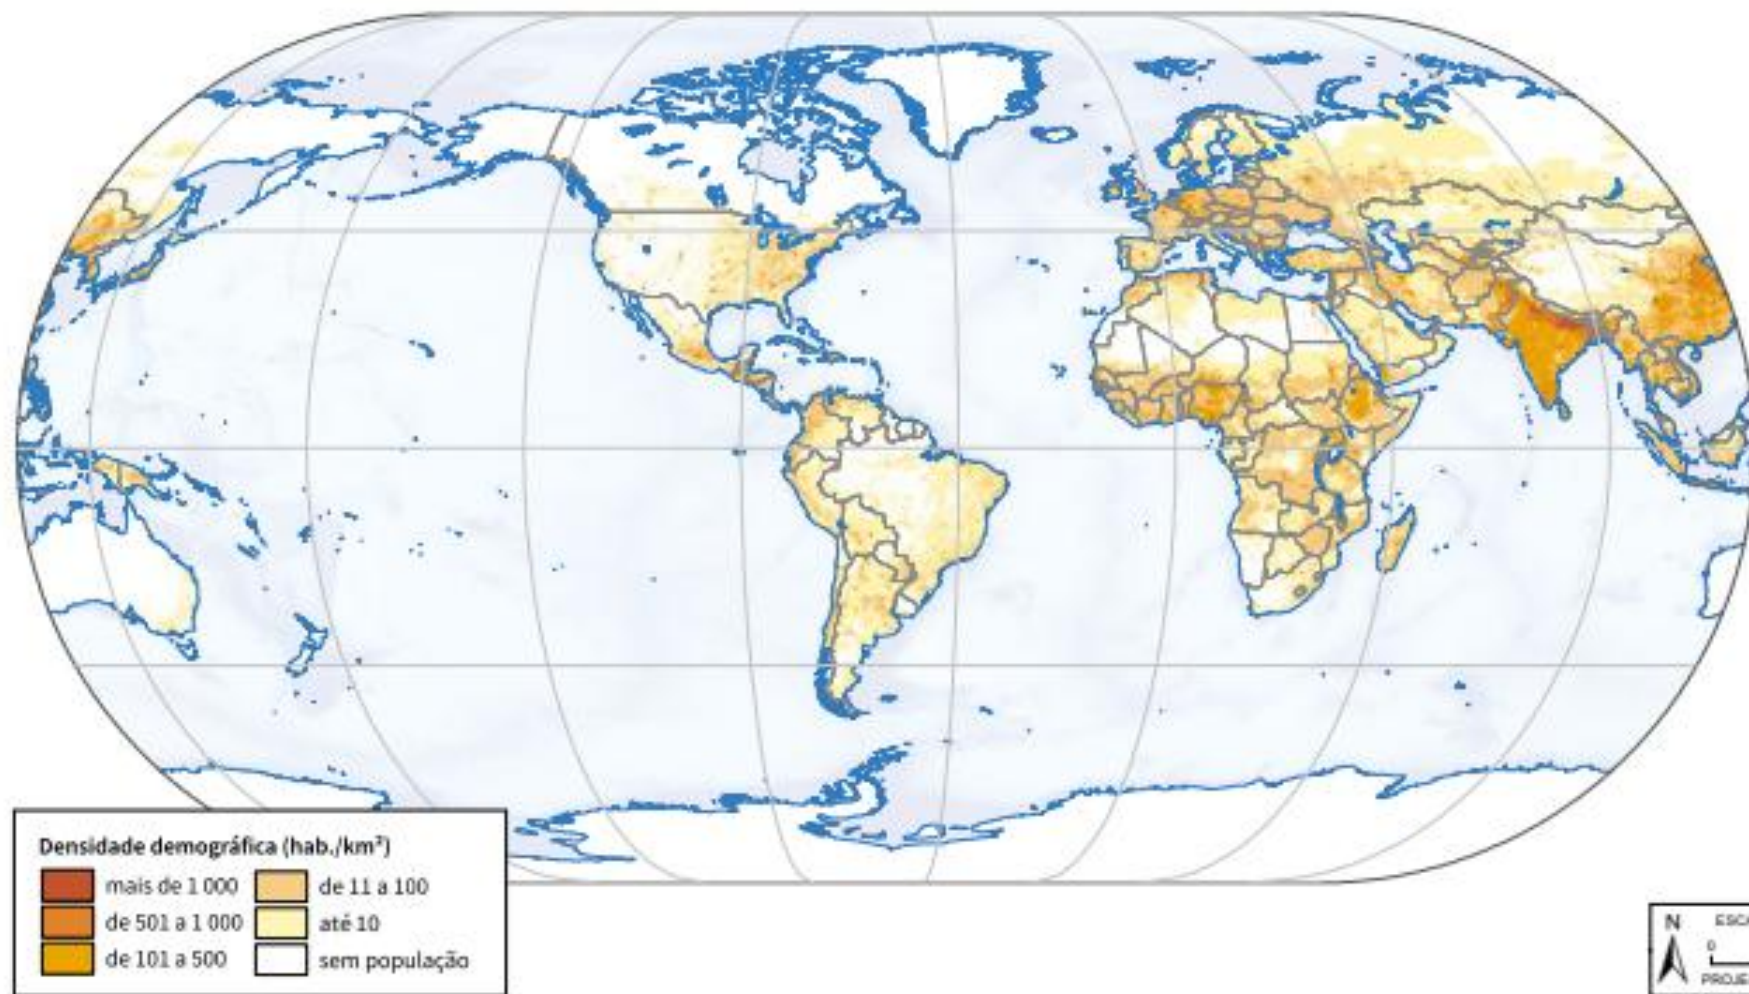 Densidade demográfica (hab./km²)
mais de 1 000
de 501 a 1 000
de 101 a 500
de 11 a 100
até 10
sem população
N
0